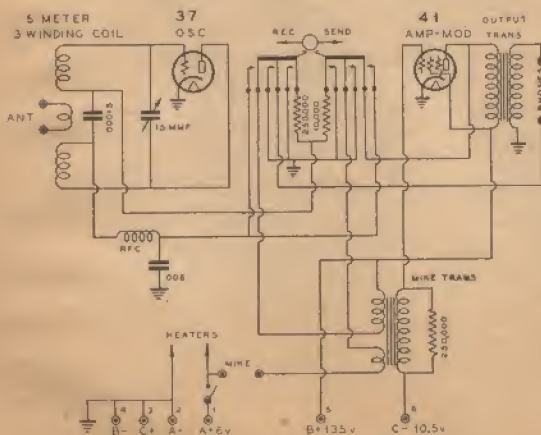 5 METER
3 WINDING COIL
37
OSC
REC
SEND
41
AMP-MOD
OUTPUT
TRANS
ANT
.00015
15 MMF
250,000
10,000
PHONES
RFC
.006
MIKE TRANS
250,000
HEATERS
MIKE
4
3
2
1
5
6
B-
C+
A-
A+6v
B+135v
C-10.5v